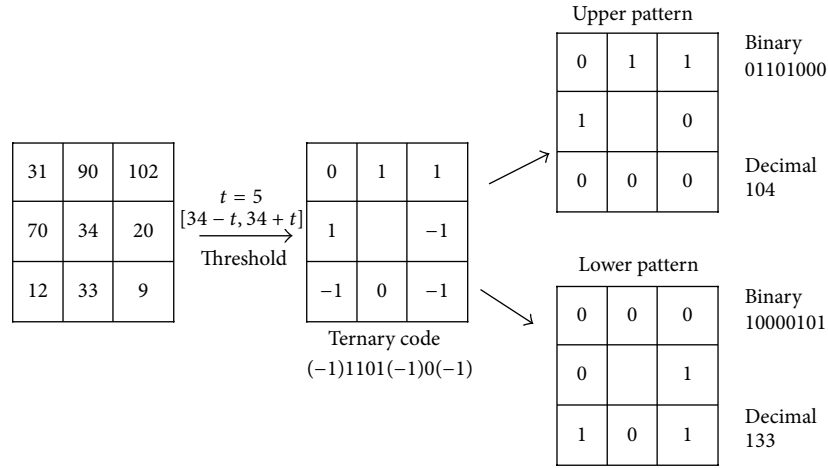 31 90 102
70 34 20
12 33 9
t = 5
[34 − t, 34 + t]
Threshold
0 1 1
1 −1
−1 0 −1
Ternary code
(−1)1101(−1)0(−1)
Upper pattern
0 1 1
1 0
0 0 0
Binary
01101000
Decimal
104
Lower pattern
0 0 0
0 1
1 0 1
Binary
10000101
Decimal
133